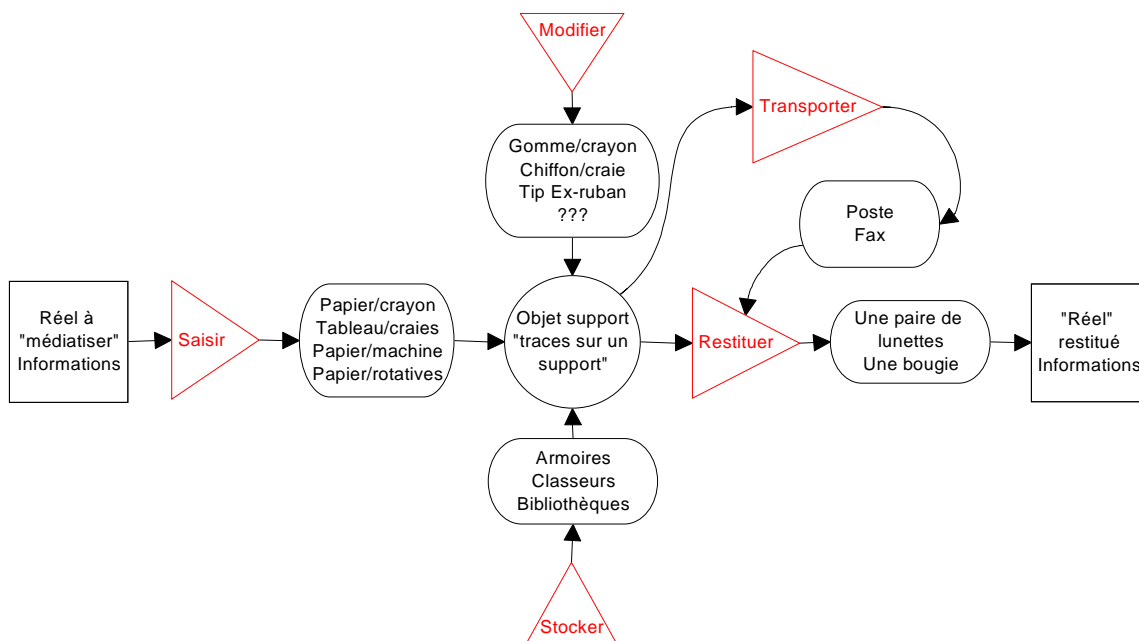 Modifier
Transporter
Gomme/crayon
Chiffon/craie
Tip Ex-ruban
???
Poste
Fax
Réel à
"médiatiser"
Informations
Saisir
Papier/crayon
Tableau/craies
Papier/machine
Papier/rotatives
Objet support
"traces sur un
support"
Restituer
Une paire de
lunettes
Une bougie
"Réel"
restitué
Informations
Armoires
Classeurs
Bibliothèques
Stocker